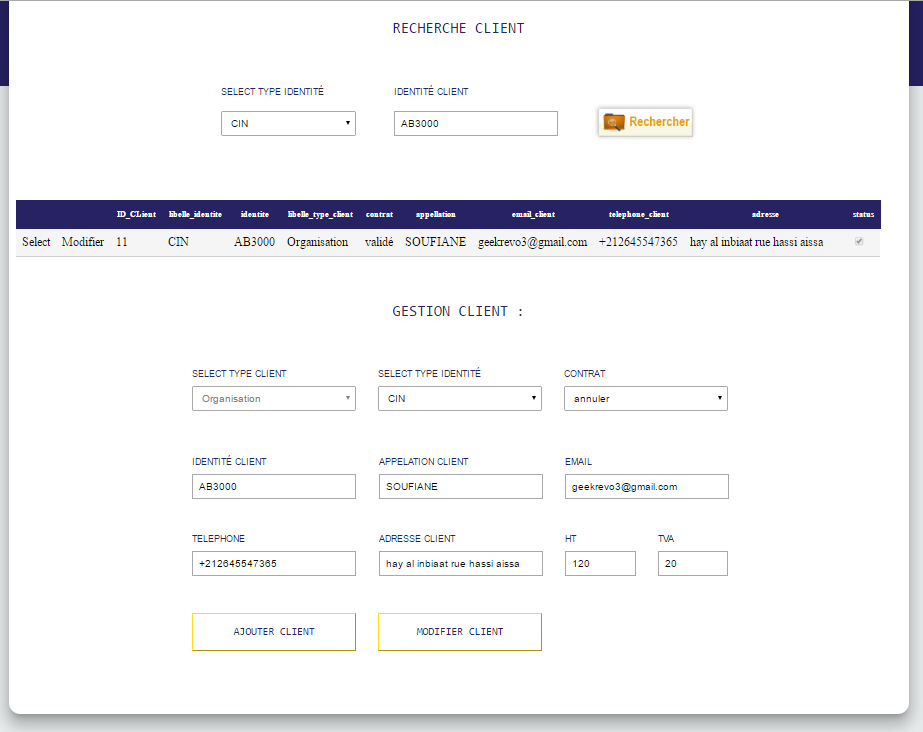 RECHERCHE CLIENT
SELECT TYPE IDENTITÉ IDENTITÉ CLIENT
CIN AB3000 Rechercher
ID_CLient libelle_identite identite libelle_type_client contrat appellation email_client telephone_client adresse status
Select Modifier 11 CIN AB3000 Organisation validé SOUFIANE geekrevo3@gmail.com +212645547365 hay al inbiaat rue hassi aissa
GESTION CLIENT :
SELECT TYPE CLIENT SELECT TYPE IDENTITÉ CONTRAT
Organisation CIN annuler
IDENTITÉ CLIENT APPELATION CLIENT EMAIL
AB3000 SOUFIANE geekrevo3@gmail.com
TELEPHONE ADRESSE CLIENT HT TVA
+212645547365 hay al inbiaat rue hassi aissa 120 20
AJOUTER CLIENT MODIFIER CLIENT